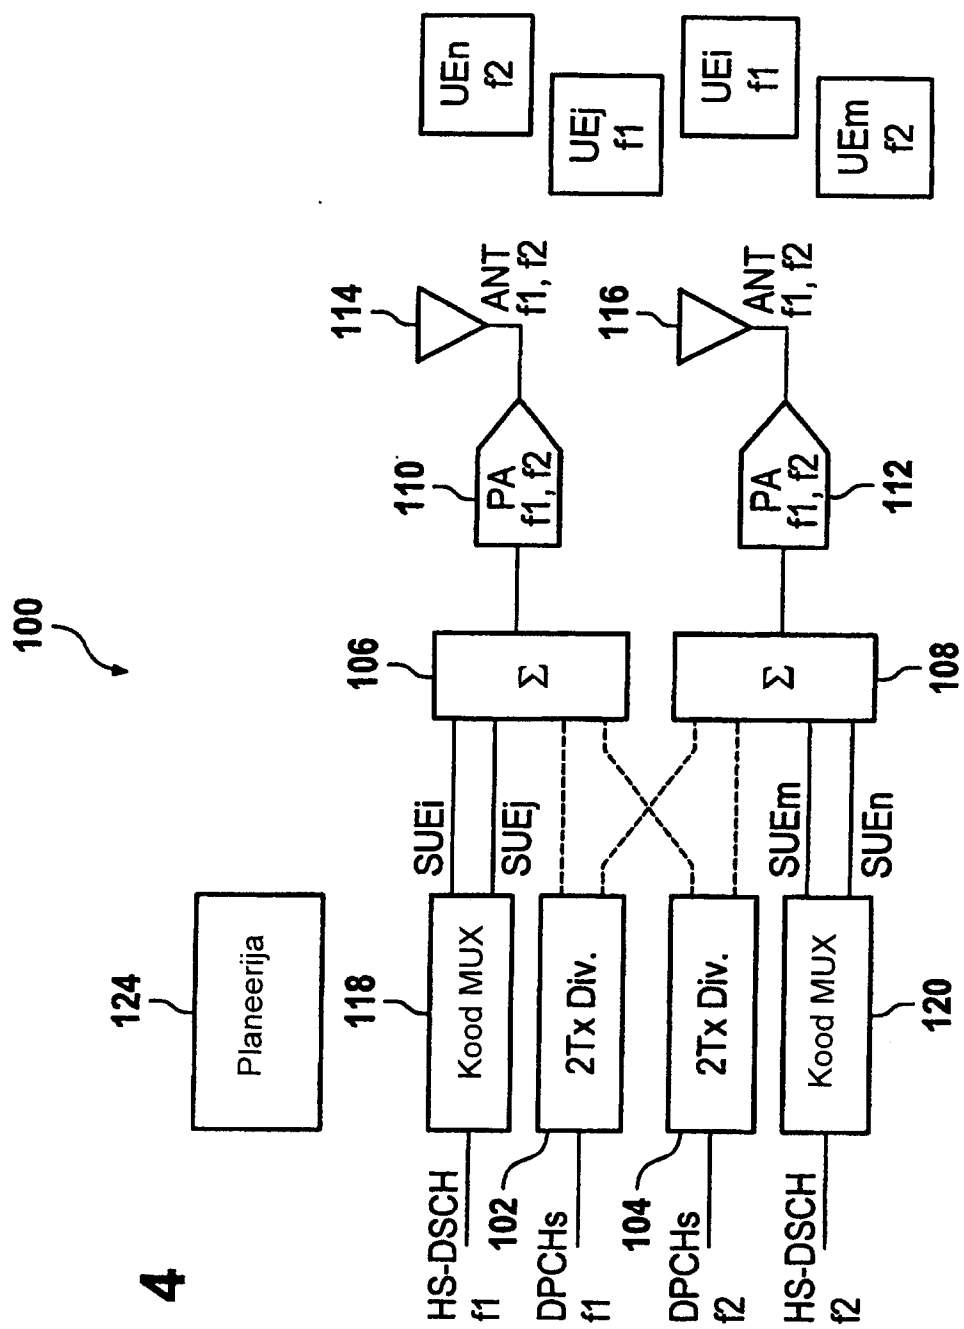 4
100
124
Planeerija
HS-DSCH
f1
118
Kood MUX
SUEi
SUEj
106
Σ
110
PA
f1, f2
114
ANT
f1, f2
UEn
f2
DPCHs
f1
102
2Tx Div.
UEj
f1
DPCHs
f2
104
2Tx Div.
UEi
f1
HS-DSCH
f2
Kood MUX
120
SUEm
SUEn
Σ
108
PA
f1, f2
112
116
ANT
f1, f2
UEm
f2